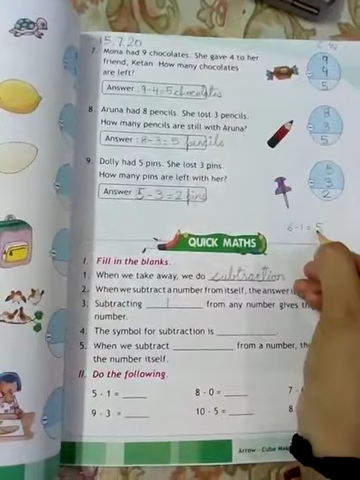 15.7.20
C W
7. Mona had 9 chocolates. She gave 4 to her
friend, Ketan. How many chocolates
are left?
Answer : 9-4=5 chocolates
9
4
5
8. Aruna had 8 pencils. She lost 3 pencils.
How many pencils are still with Aruna?
Answer : 8-3=5 pencils
8
3
5
9. Dolly had 5 pins. She lost 3 pins.
How many pins are left with her?
Answer 5-3=2 pins
5
3
2
6-1=5
QUICK MATHS
I. Fill in the blanks.
1. When we take away, we do subtraction
2. When we subtract a number from itself, the answer
3. Subtracting 1 from any number gives
number.
4. The symbol for subtraction is
5. When we subtract from a number,
the number itself.
II. Do the following.
5 - 1 = 8 - 0 = 7
9 - 3 = 10 - 5 = 8
Arrow - Cube